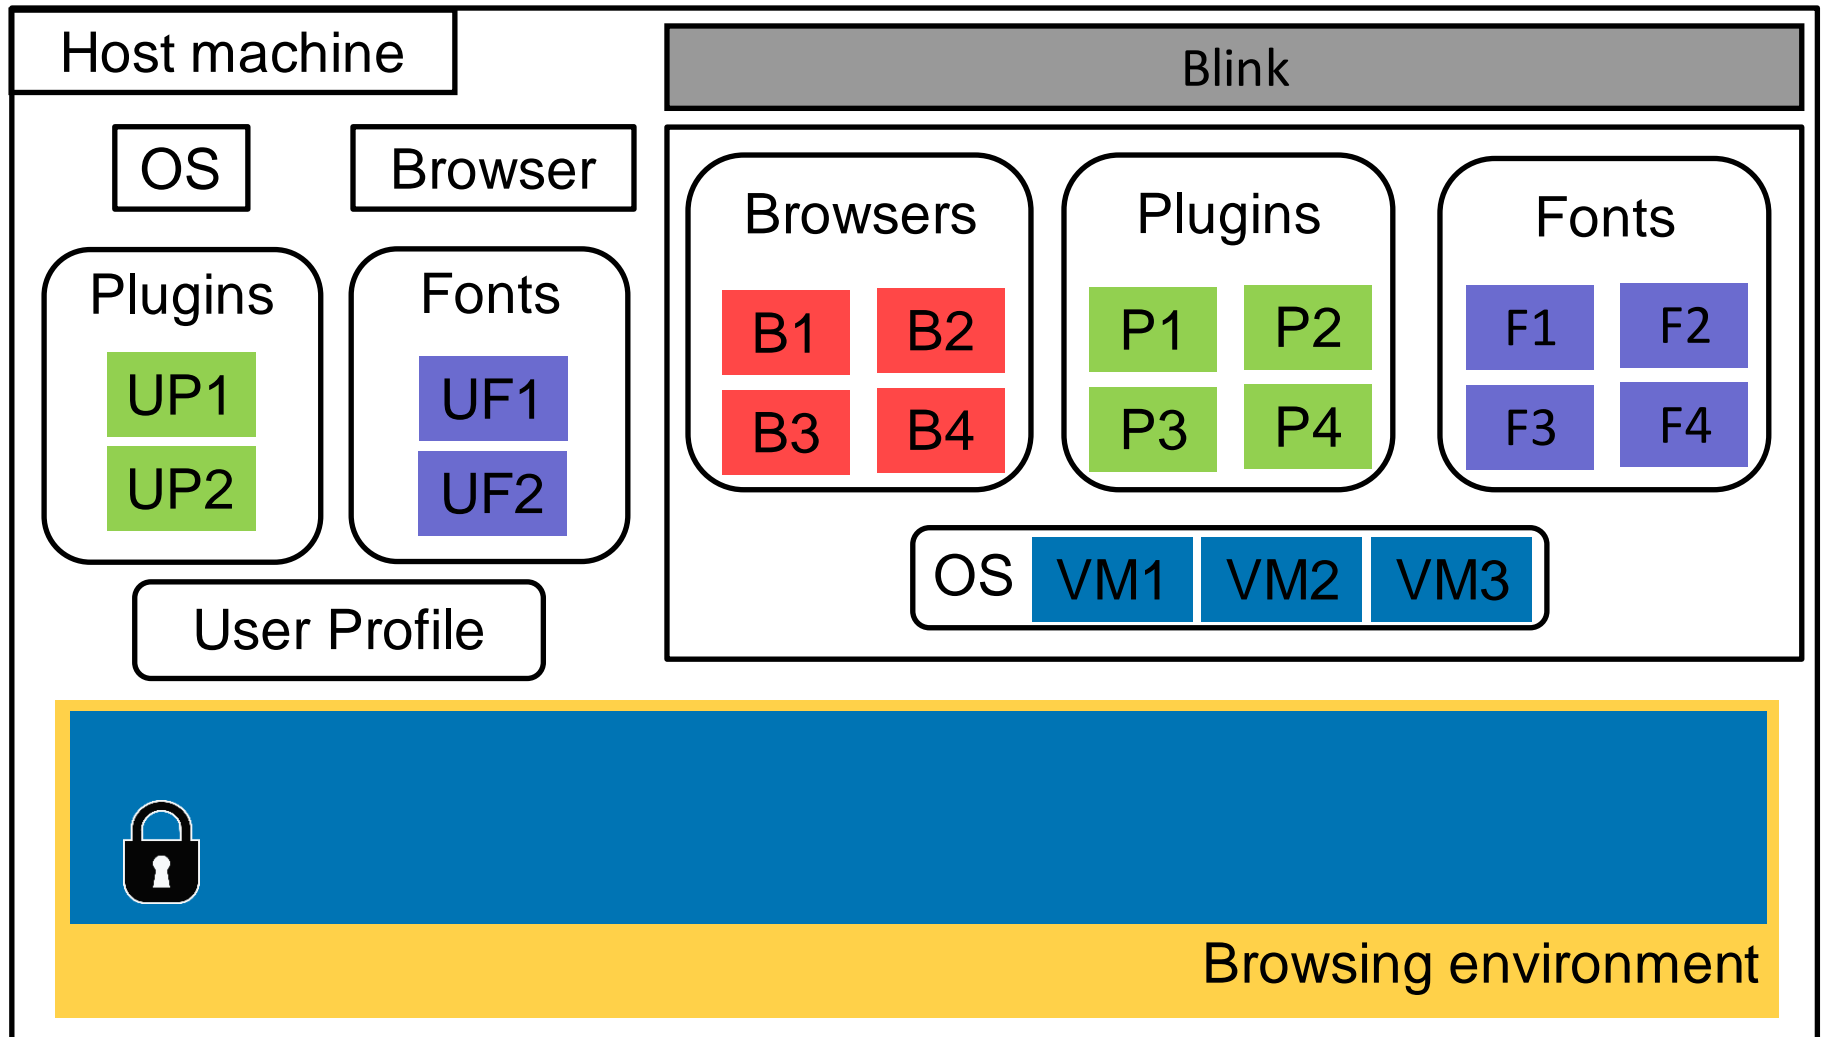 Host machine
Blink
OS
Browser
Plugins
UP1
UP2
Fonts
UF1
UF2
User Profile
Browsers
B1 B2
B3 B4
Plugins
P1 P2
P3 P4
Fonts
F1 F2
F3 F4
OS VM1 VM2 VM3
Browsing environment